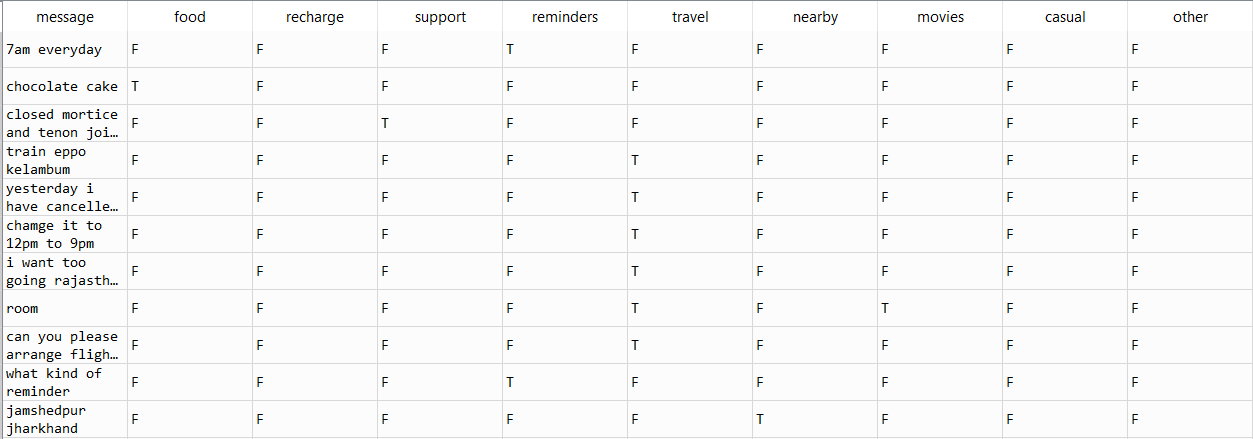 message food recharge support reminders travel nearby movies casual other
7am everyday F F F T F F F F F
chocolate cake T F F F F F F F F
closed mortice
and tenon joi… F F T F F F F F F
train eppo
kelambum F F F F T F F F F
yesterday i
have cancelle… F F F F T F F F F
chamge it to
12pm to 9pm F F F F T F F F F
i want too
going rajasth… F F F F T F F F F
room F F F F T F T F F
can you please
arrange fligh… F F F F T F F F F
what kind of
reminder F F F T F F F F F
jamshedpur
jharkhand F F F F F T F F F